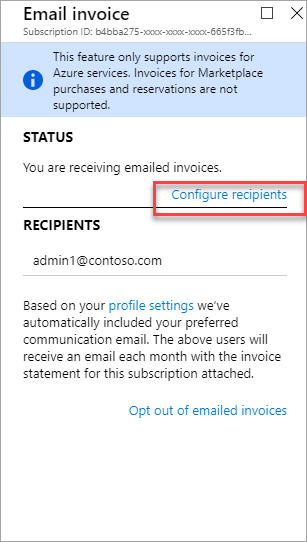 Email invoice
Subscription ID: b4bba275-xxxx-xxxx-xxxx-665f3fb...
This feature only supports invoices for
Azure services. Invoices for Marketplace
purchases and reservations are not
supported.
STATUS
You are receiving emailed invoices.
Configure recipients
RECIPIENTS
admin1@contoso.com
Based on your profile settings we've
automatically included your preferred
communication email. The above users will
receive an email each month with the invoice
statement for this subscription attached.
Opt out of emailed invoices